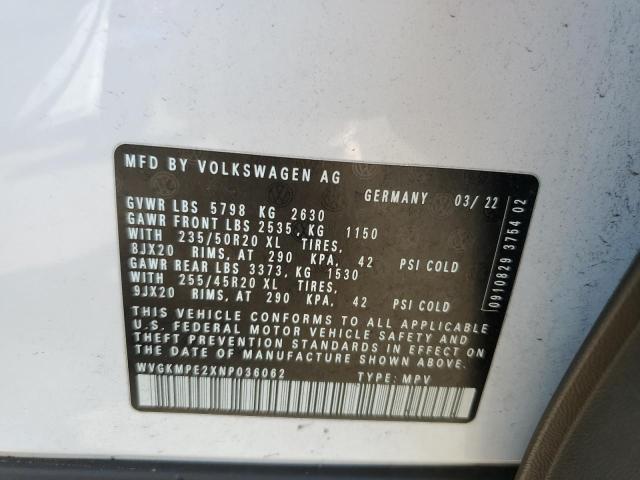 MFD BY VOLKSWAGEN AG
GERMANY 03/22
GVWR LBS 5798 KG 2630
GAWR FRONT LBS 2535, KG 1150
WITH 235/50R20 XL TIRES,
8JX20 RIMS, AT 290 KPA, 42 PSI COLD
GAWR REAR LBS 3373, KG 1530
WITH 255/45R20 XL TIRES,
9JX20 RIMS, AT 290 KPA, 42 PSI COLD
THIS VEHICLE CONFORMS TO ALL APPLICABLE
U.S. FEDERAL MOTOR VEHICLE SAFETY AND
THEFT PREVENTION STANDARDS IN EFFECT
ON THE DATE OF MANUFACTURE SHOWN ABOVE.
WVGKMPE2XNP036062 TYPE: MPV
0910829 3754 02